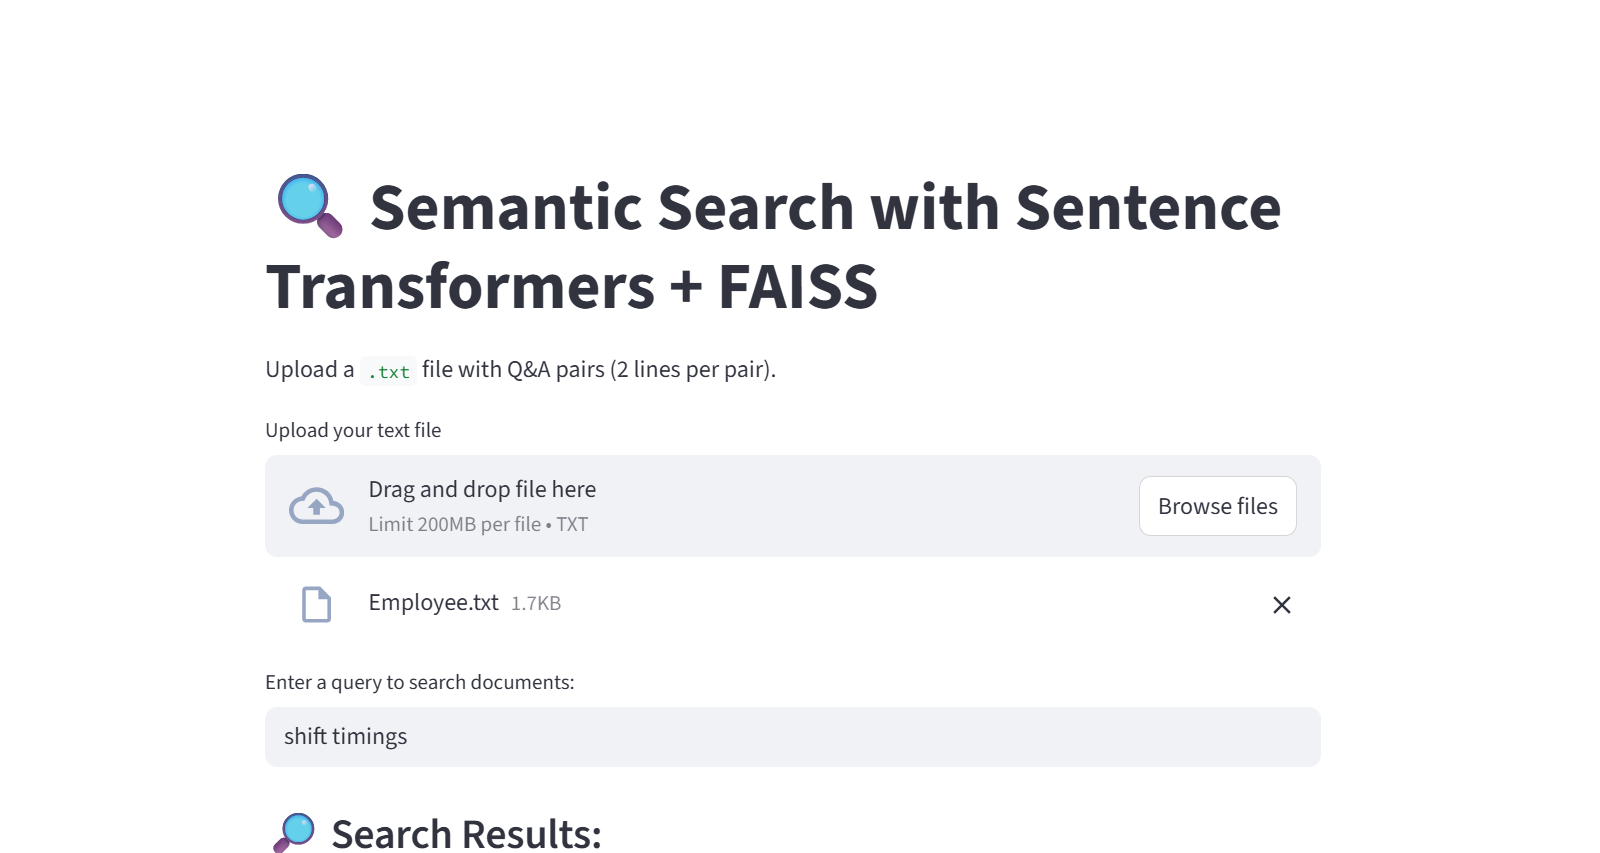 Semantic Search with Sentence
Transformers + FAISS
Upload a .txt file with Q&A pairs (2 lines per pair).
Upload your text file
Drag and drop file here
Limit 200MB per file • TXT
Browse files
Employee.txt 1.7KB
Enter a query to search documents:
shift timings
Search Results: